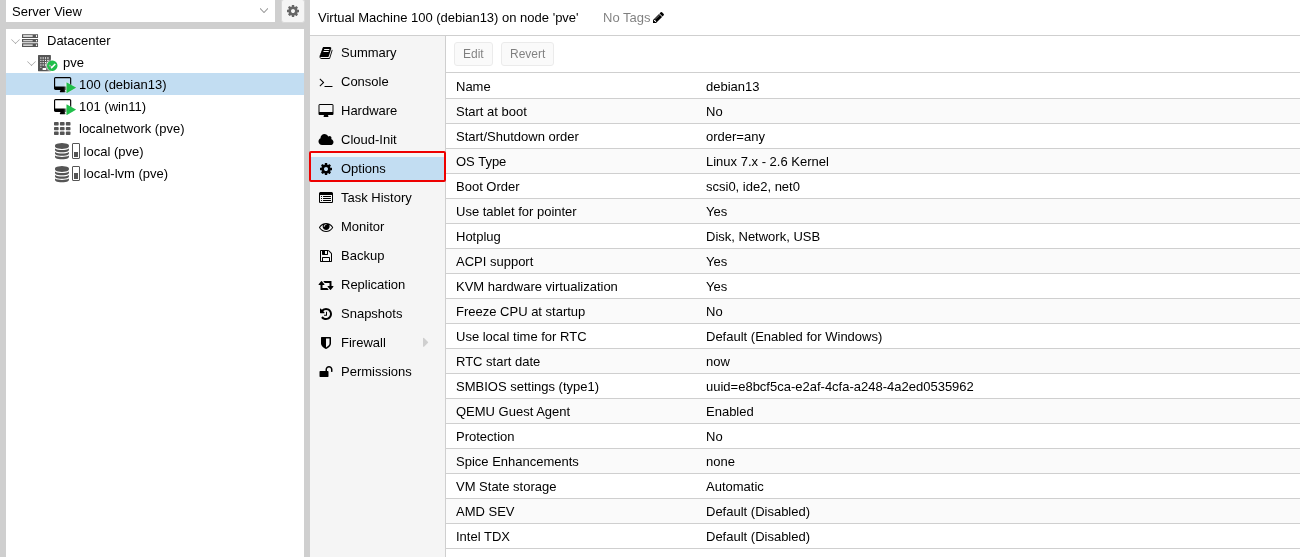 Server View
Datacenter
pve
100 (debian13)
101 (win11)
localnetwork (pve)
local (pve)
local-lvm (pve)
Virtual Machine 100 (debian13) on node 'pve' No Tags
Summary
Console
Hardware
Cloud-Init
Options
Task History
Monitor
Backup
Replication
Snapshots
Firewall
Permissions
Edit Revert
Name debian13
Start at boot No
Start/Shutdown order order=any
OS Type Linux 7.x - 2.6 Kernel
Boot Order scsi0, ide2, net0
Use tablet for pointer Yes
Hotplug Disk, Network, USB
ACPI support Yes
KVM hardware virtualization Yes
Freeze CPU at startup No
Use local time for RTC Default (Enabled for Windows)
RTC start date now
SMBIOS settings (type1) uuid=e8bcf5ca-e2af-4cfa-a248-4a2ed0535962
QEMU Guest Agent Enabled
Protection No
Spice Enhancements none
VM State storage Automatic
AMD SEV Default (Disabled)
Intel TDX Default (Disabled)